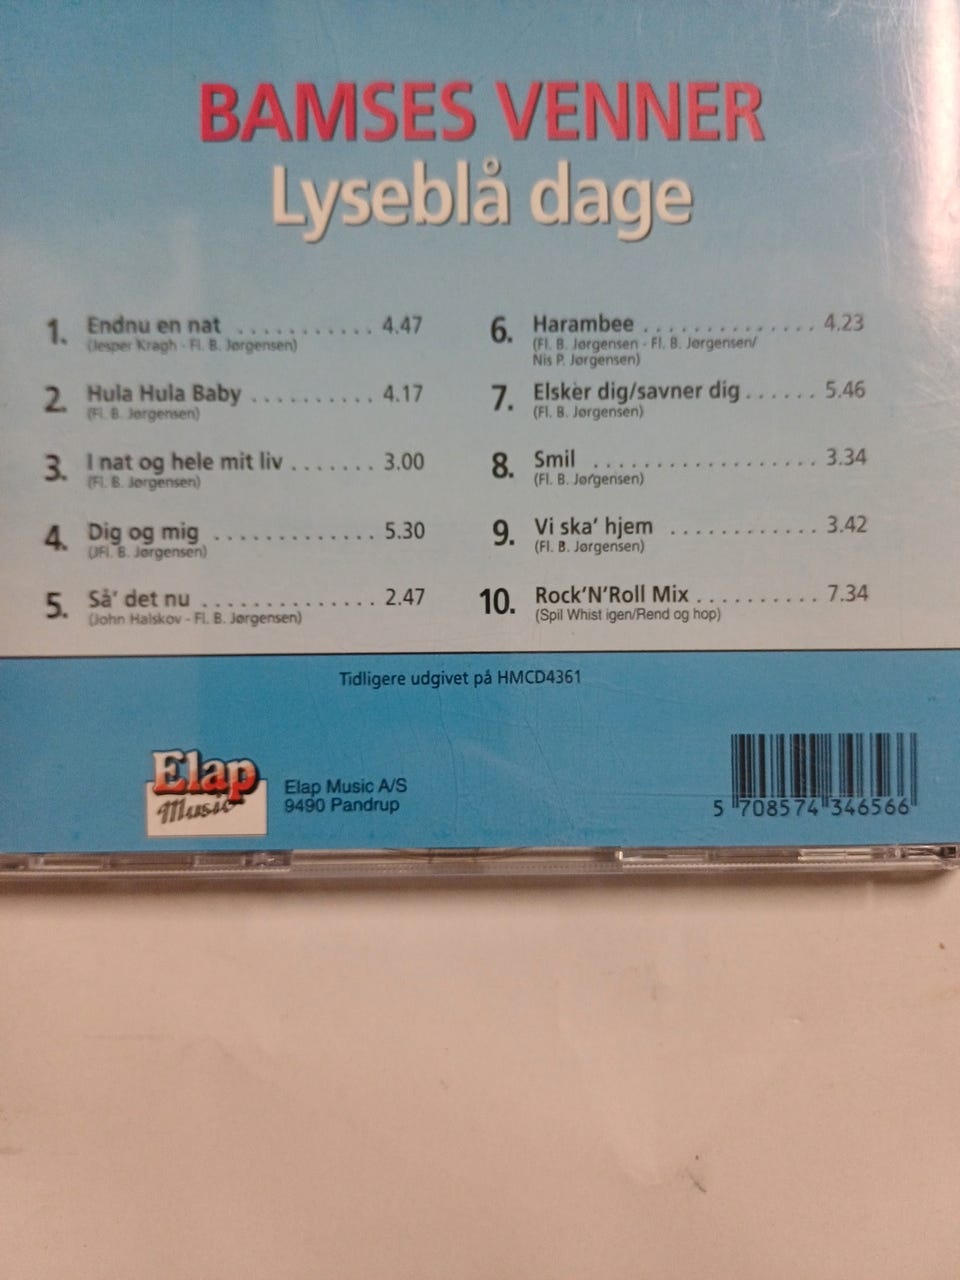 BAMSES VENNER
Lyseblå dage
1. Endnu en nat ........... 4.47
(Jesper Kragh - Fl. B. Jørgensen)
2. Hula Hula Baby .......... 4.17
(Fl. B. Jørgensen)
3. I nat og hele mit liv ....... 3.00
(Fl. B. Jørgensen)
4. Dig og mig ............. 5.30
(JFl. B. Jørgensen)
5. Så' det nu .............. 2.47
(John Halskov - Fl. B. Jørgensen)
6. Harambee .............. 4.23
(Fl. B. Jørgensen - Fl. B. Jørgensen/
Nis P. Jørgensen)
7. Elsker dig/savner dig ...... 5.46
(Fl. B. Jørgensen)
8. Smil .................. 3.34
(Fl. B. Jørgensen)
9. Vi ska' hjem ............ 3.42
(Fl. B. Jørgensen)
10. Rock'N'Roll Mix .......... 7.34
(Spil Whist igen/Rend og hop)
Tidligere udgivet på HMCD4361
Elap
Music
Elap Music A/S
9490 Pandrup
5 708574 346566